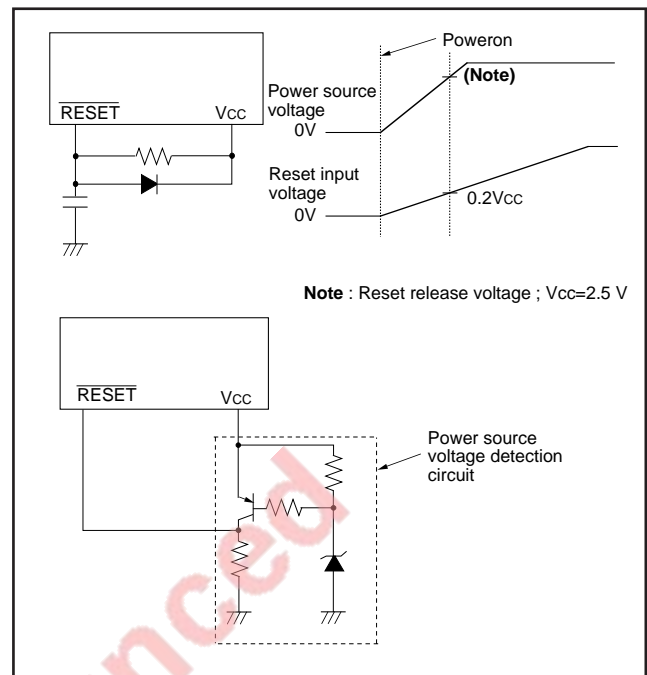 Poweron
(Note)
Power source
voltage
0V
RESET
Vcc
Reset input
voltage
0V
0.2Vcc
Note : Reset release voltage ; Vcc=2.5 V
RESET
Vcc
Power source
voltage detection
circuit